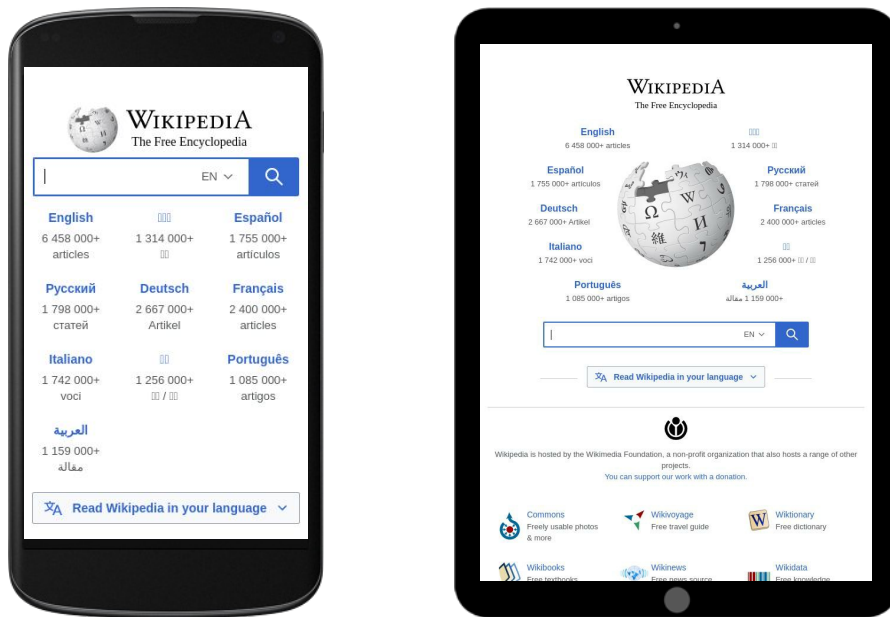 WIKIPEDIA
The Free Encyclopedia
EN
English
6 458 000+
articles
1 314 000+
Español
1 755 000+
artículos
Русский
1 798 000+
статей
Deutsch
2 667 000+
Artikel
Français
2 400 000+
articles
Italiano
1 742 000+
voci
1 256 000+
/
Português
1 085 000+
artigos
العربية
1 159 000+
مقالة
Read Wikipedia in your language
WIKIPEDIA
The Free Encyclopedia
English
6 458 000+ articles
1 314 000+
Español
1 755 000+ artículos
Русский
1 798 000+ статей
Deutsch
2 667 000+ Artikel
Français
2 400 000+ articles
Italiano
1 742 000+ voci
1 256 000+ /
Português
1 085 000+ artigos
العربية
1 159 000+ مقالة
EN
Read Wikipedia in your language
Wikipedia is hosted by the Wikimedia Foundation, a non-profit organization that also hosts a range of other
projects.
You can support our work with a donation.
Commons
Freely usable photos
& more
Wikivoyage
Free travel guide
Wiktionary
Free dictionary
Wikibooks
Free textbooks
Wikinews
Free news source
Wikidata
Free knowledge